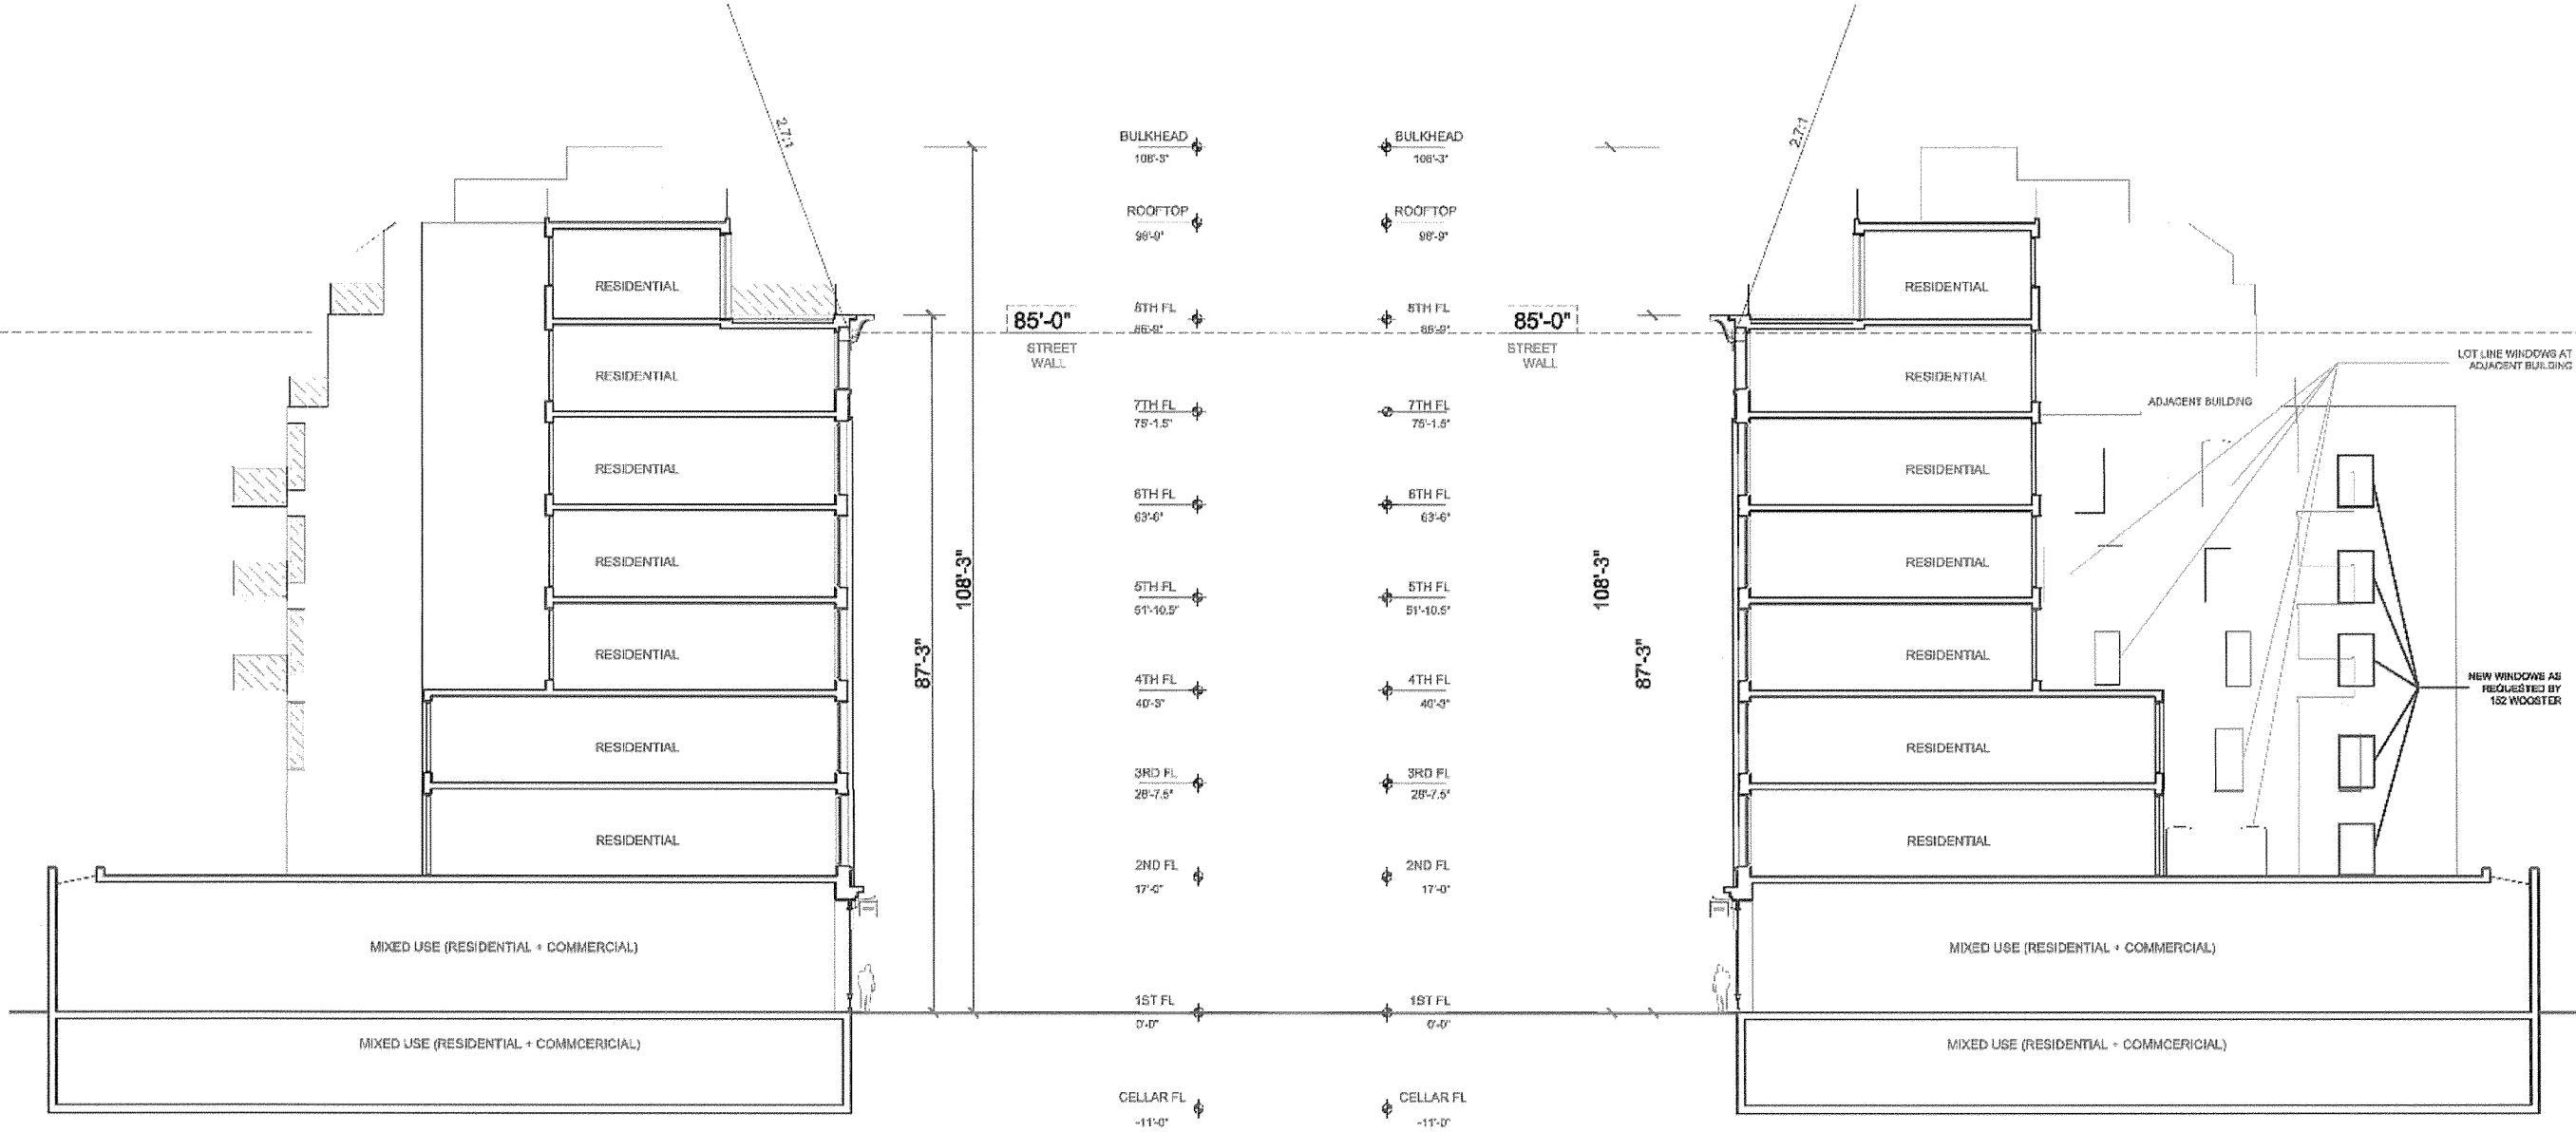 2.7:1
2.7:1
BULKHEAD
108'-3"
BULKHEAD
108'-3"
ROOFTOP
98'-9"
ROOFTOP
98'-9"
RESIDENTIAL
RESIDENTIAL
85'-0"
8TH FL
86'-9"
8TH FL
86'-9"
85'-0"
STREET
WALL
STREET
WALL
LOT LINE WINDOWS AT
ADJACENT BUILDING
RESIDENTIAL
RESIDENTIAL
7TH FL
75'-1.5"
7TH FL
75'-1.5"
ADJACENT BUILDING
RESIDENTIAL
RESIDENTIAL
6TH FL
63'-6"
6TH FL
63'-6"
RESIDENTIAL
RESIDENTIAL
108'-3"
5TH FL
51'-10.5"
5TH FL
51'-10.5"
108'-3"
RESIDENTIAL
RESIDENTIAL
87'-3"
87'-3"
4TH FL
40'-3"
4TH FL
40'-3"
NEW WINDOWS AS
REQUESTED BY
152 WOOSTER
RESIDENTIAL
RESIDENTIAL
3RD FL
28'-7.5"
3RD FL
28'-7.5"
RESIDENTIAL
RESIDENTIAL
2ND FL
17'-0"
2ND FL
17'-0"
MIXED USE (RESIDENTIAL + COMMERCIAL)
MIXED USE (RESIDENTIAL + COMMERCIAL)
1ST FL
0'-0"
1ST FL
0'-0"
MIXED USE (RESIDENTIAL + COMMCERICIAL)
MIXED USE (RESIDENTIAL + COMMCERICIAL)
CELLAR FL
-11'-0"
CELLAR FL
-11'-0"